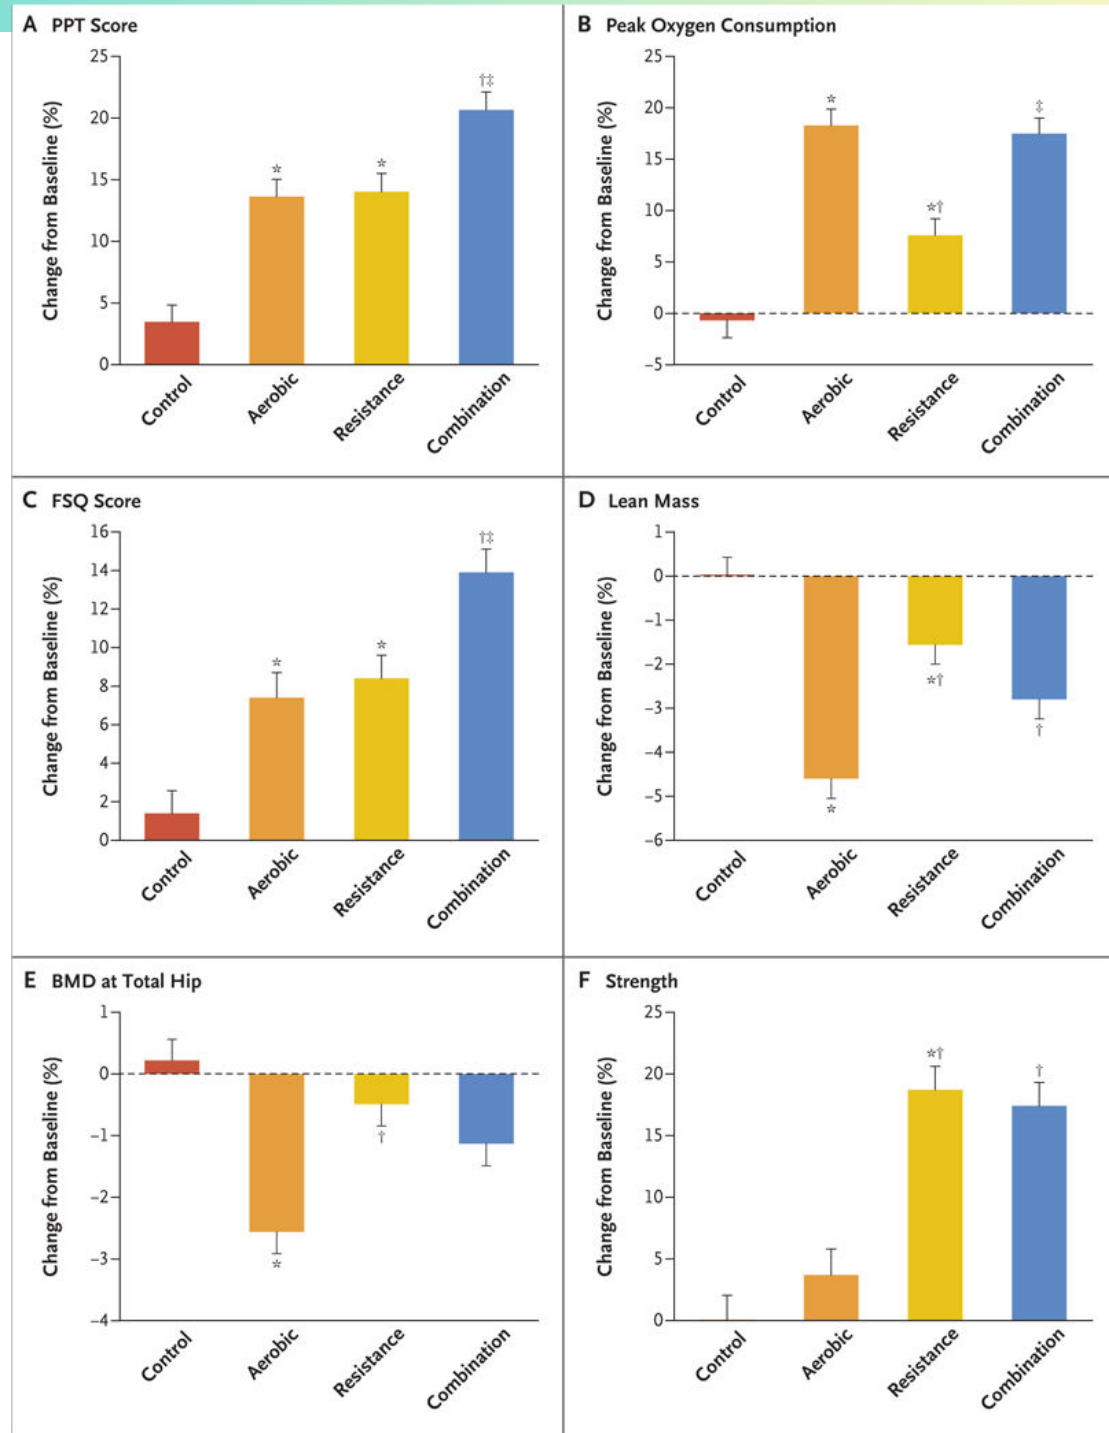 A PPT Score
Change from Baseline (%)
25
20
15
10
5
0
*
*
†‡
Control
Aerobic
Resistance
Combination
B Peak Oxygen Consumption
Change from Baseline (%)
25
20
15
10
5
0
−5
*
*†
‡
Control
Aerobic
Resistance
Combination
C FSQ Score
Change from Baseline (%)
16
14
12
10
8
6
4
2
0
*
*
†‡
Control
Aerobic
Resistance
Combination
D Lean Mass
Change from Baseline (%)
1
0
−1
−2
−3
−4
−5
−6
*
*†
†
Control
Aerobic
Resistance
Combination
E BMD at Total Hip
Change from Baseline (%)
1
0
−1
−2
−3
−4
*
†
Control
Aerobic
Resistance
Combination
F Strength
Change from Baseline (%)
25
20
15
10
5
0
*†
†
Control
Aerobic
Resistance
Combination